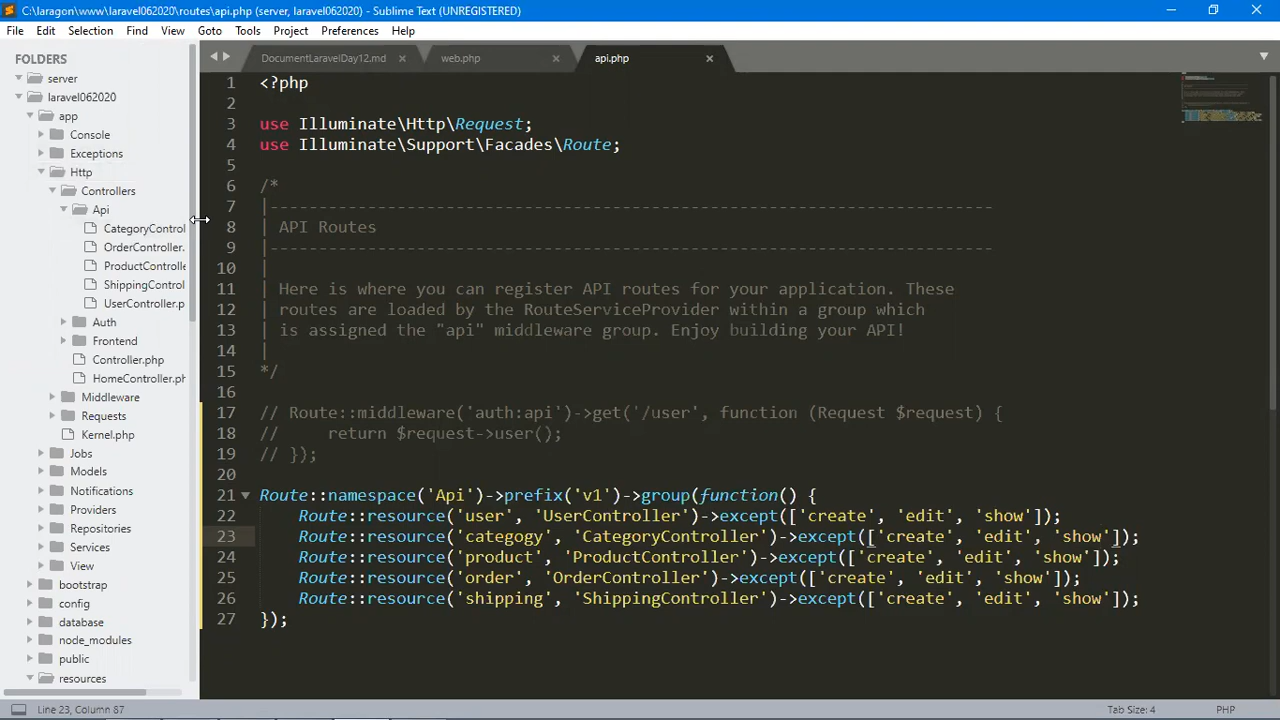 C:\laragon\www\laravel062020\routes\api.php (server, laravel062020) - Sublime Text (UNREGISTERED)
File Edit Selection Find View Goto Tools Project Preferences Help
FOLDERS
server
laravel062020
app
Console
Exceptions
Http
Controllers
Api
CategoryControl
OrderController.
ProductControlle
ShippingControl
UserController.p
Auth
Frontend
Controller.php
HomeController.ph
Middleware
Requests
Kernel.php
Jobs
Models
Notifications
Providers
Repositories
Services
View
bootstrap
config
database
node_modules
public
resources
DocumentLaravelDay12.md web.php api.php
1 <?php
2
3 use Illuminate\Http\Request;
4 use Illuminate\Support\Facades\Route;
5
6 /*
7 |--------------------------------------------------------------------------
8 | API Routes
9 |--------------------------------------------------------------------------
10 |
11 | Here is where you can register API routes for your application. These
12 | routes are loaded by the RouteServiceProvider within a group which
13 | is assigned the "api" middleware group. Enjoy building your API!
14 |
15 */
16
17 // Route::middleware('auth:api')->get('/user', function (Request $request) {
18 //     return $request->user();
19 // });
20
21 Route::namespace('Api')->prefix('v1')->group(function() {
22     Route::resource('user', 'UserController')->except(['create', 'edit', 'show']);
23     Route::resource('categogy', 'CategoryController')->except(['create', 'edit', 'show']);
24     Route::resource('product', 'ProductController')->except(['create', 'edit', 'show']);
25     Route::resource('order', 'OrderController')->except(['create', 'edit', 'show']);
26     Route::resource('shipping', 'ShippingController')->except(['create', 'edit', 'show']);
27 });
Line 23, Column 87 Tab Size: 4 PHP